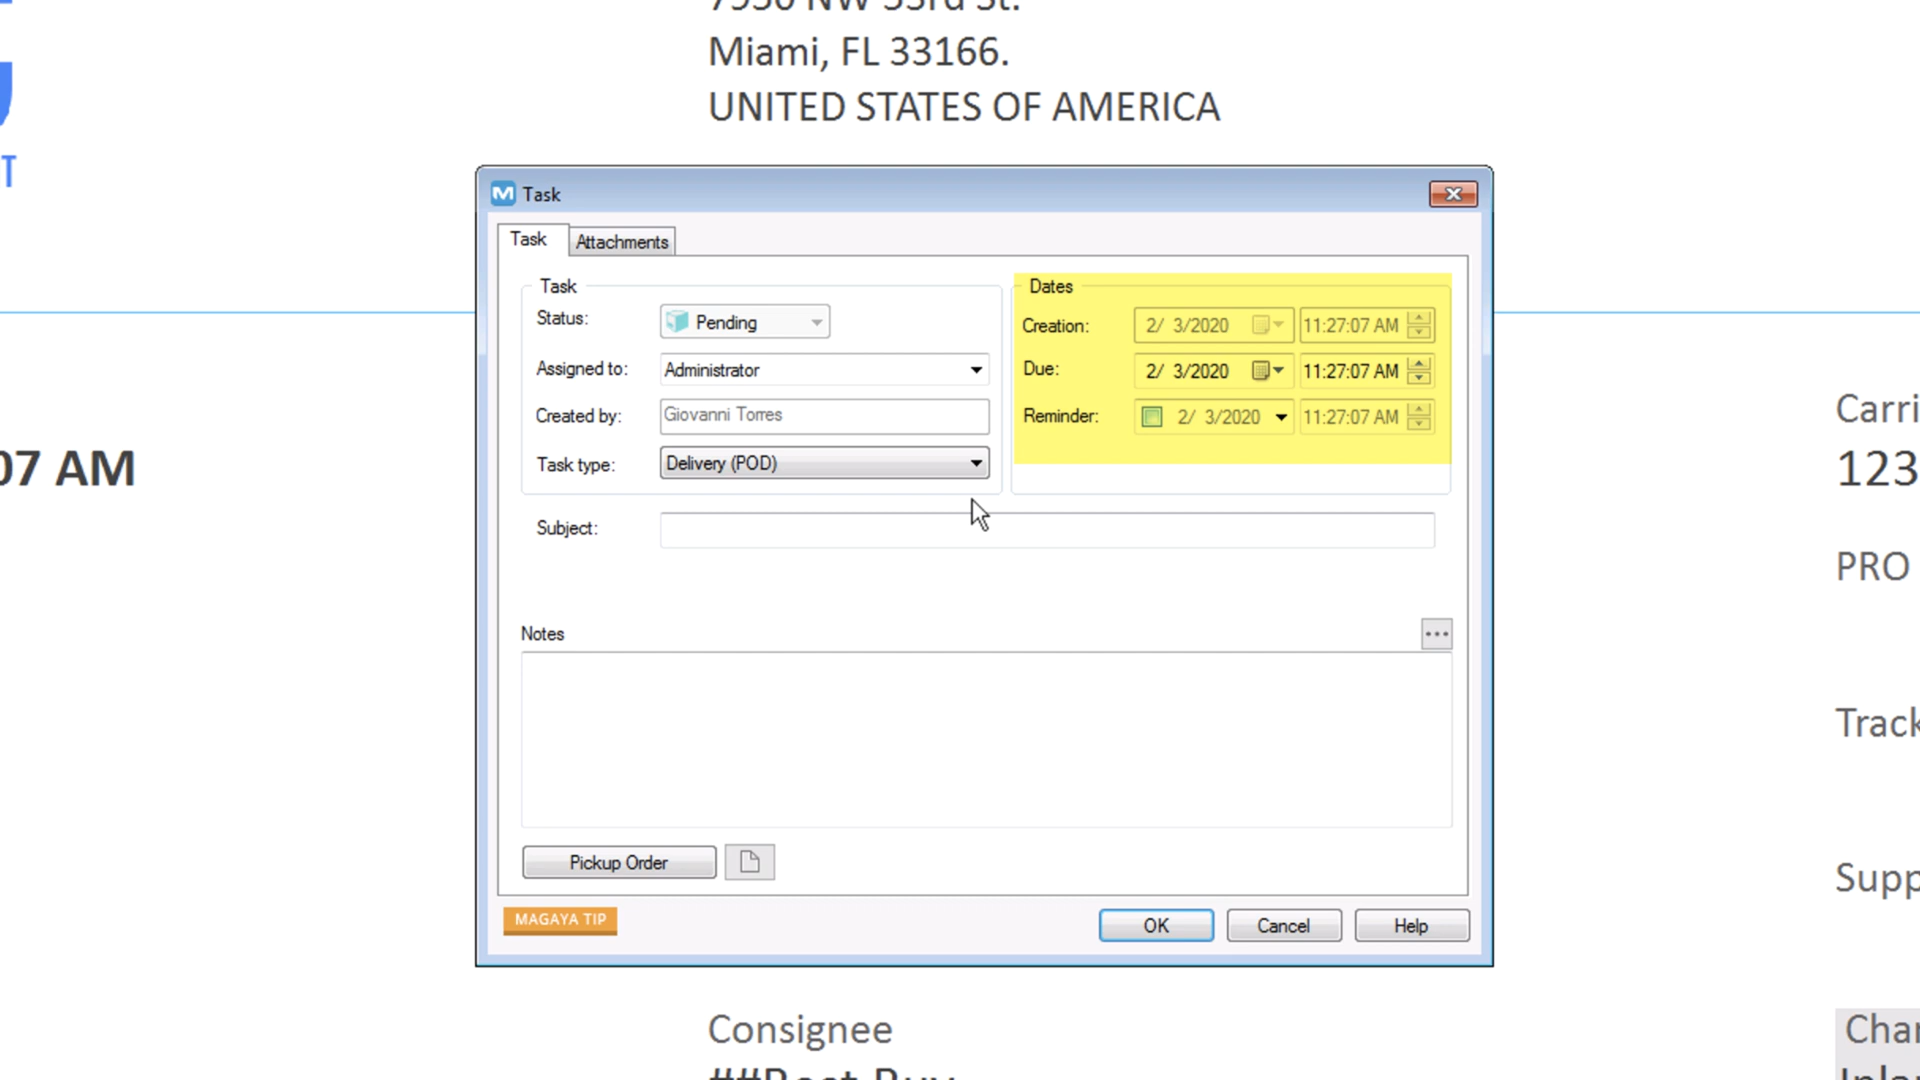 Miami, FL 33166.
UNITED STATES OF AMERICA
T
Task
Task Attachments
Task
Status: Pending
Assigned to: Administrator
Created by: Giovanni Torres
Task type: Delivery (POD)
Dates
Creation: 2/ 3/2020 11:27:07 AM
Due: 2/ 3/2020 11:27:07 AM
Reminder: 2/ 3/2020 11:27:07 AM
Subject:
Notes
Pickup Order
MAGAYA TIP
OK Cancel Help
07 AM
Carri
123
PRO
Track
Supp
Consignee
Char